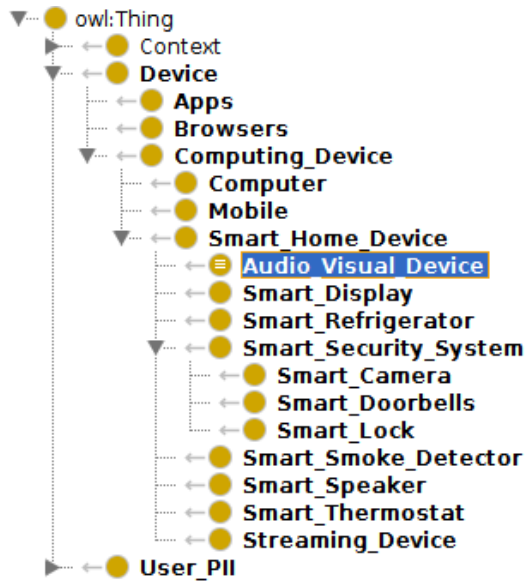 owl:Thing
Context
Device
Apps
Browsers
Computing_Device
Computer
Mobile
Smart_Home_Device
Audio_Visual_Device
Smart_Display
Smart_Refrigerator
Smart_Security_System
Smart_Camera
Smart_Doorbells
Smart_Lock
Smart_Smoke_Detector
Smart_Speaker
Smart_Thermostat
Streaming_Device
User_PII